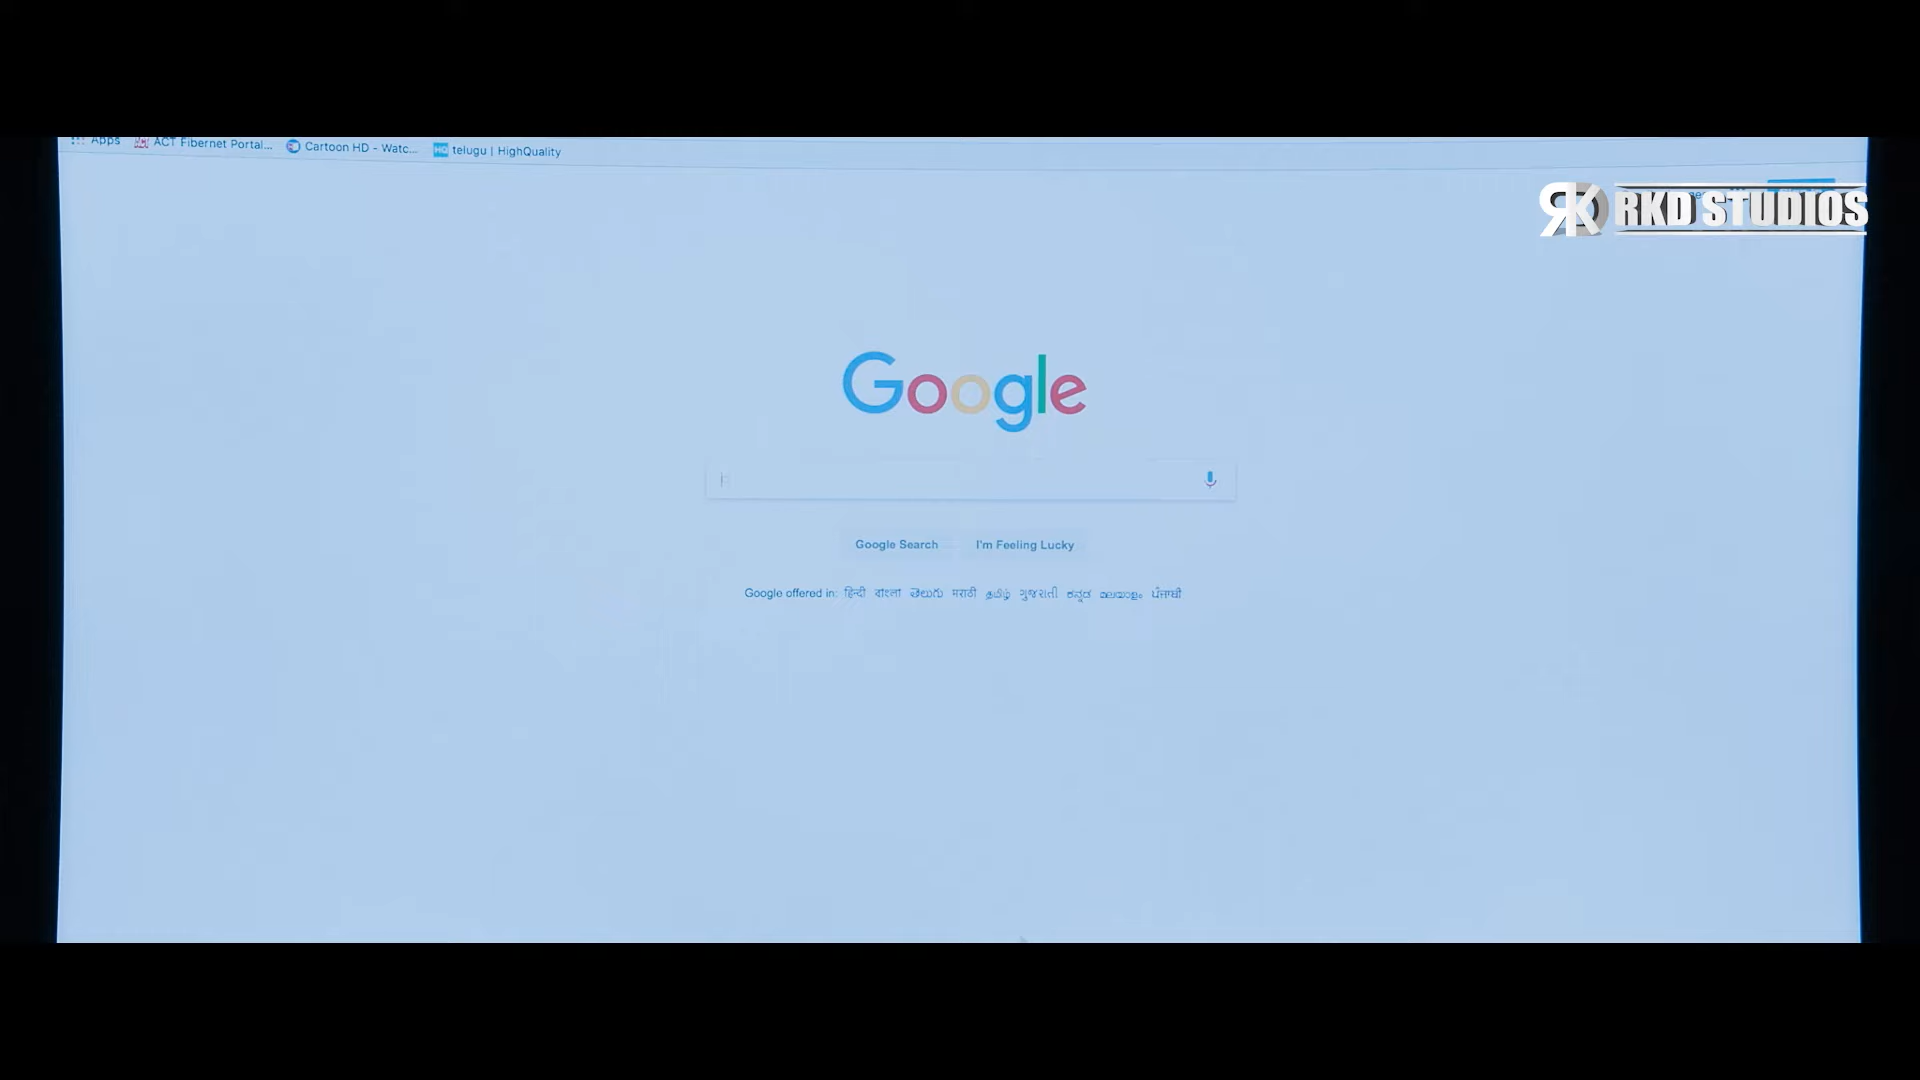 Apps ACT Fibernet Portal... Cartoon HD - Watc... HQ telugu | HighQuality
RKD STUDIOS
Google
Google Search I'm Feeling Lucky
Google offered in: हिन्दी বাংলা తెలుగు मराठी தமிழ் ગુજરાતી ಕನ್ನಡ മലയാളം ਪੰਜਾਬੀ